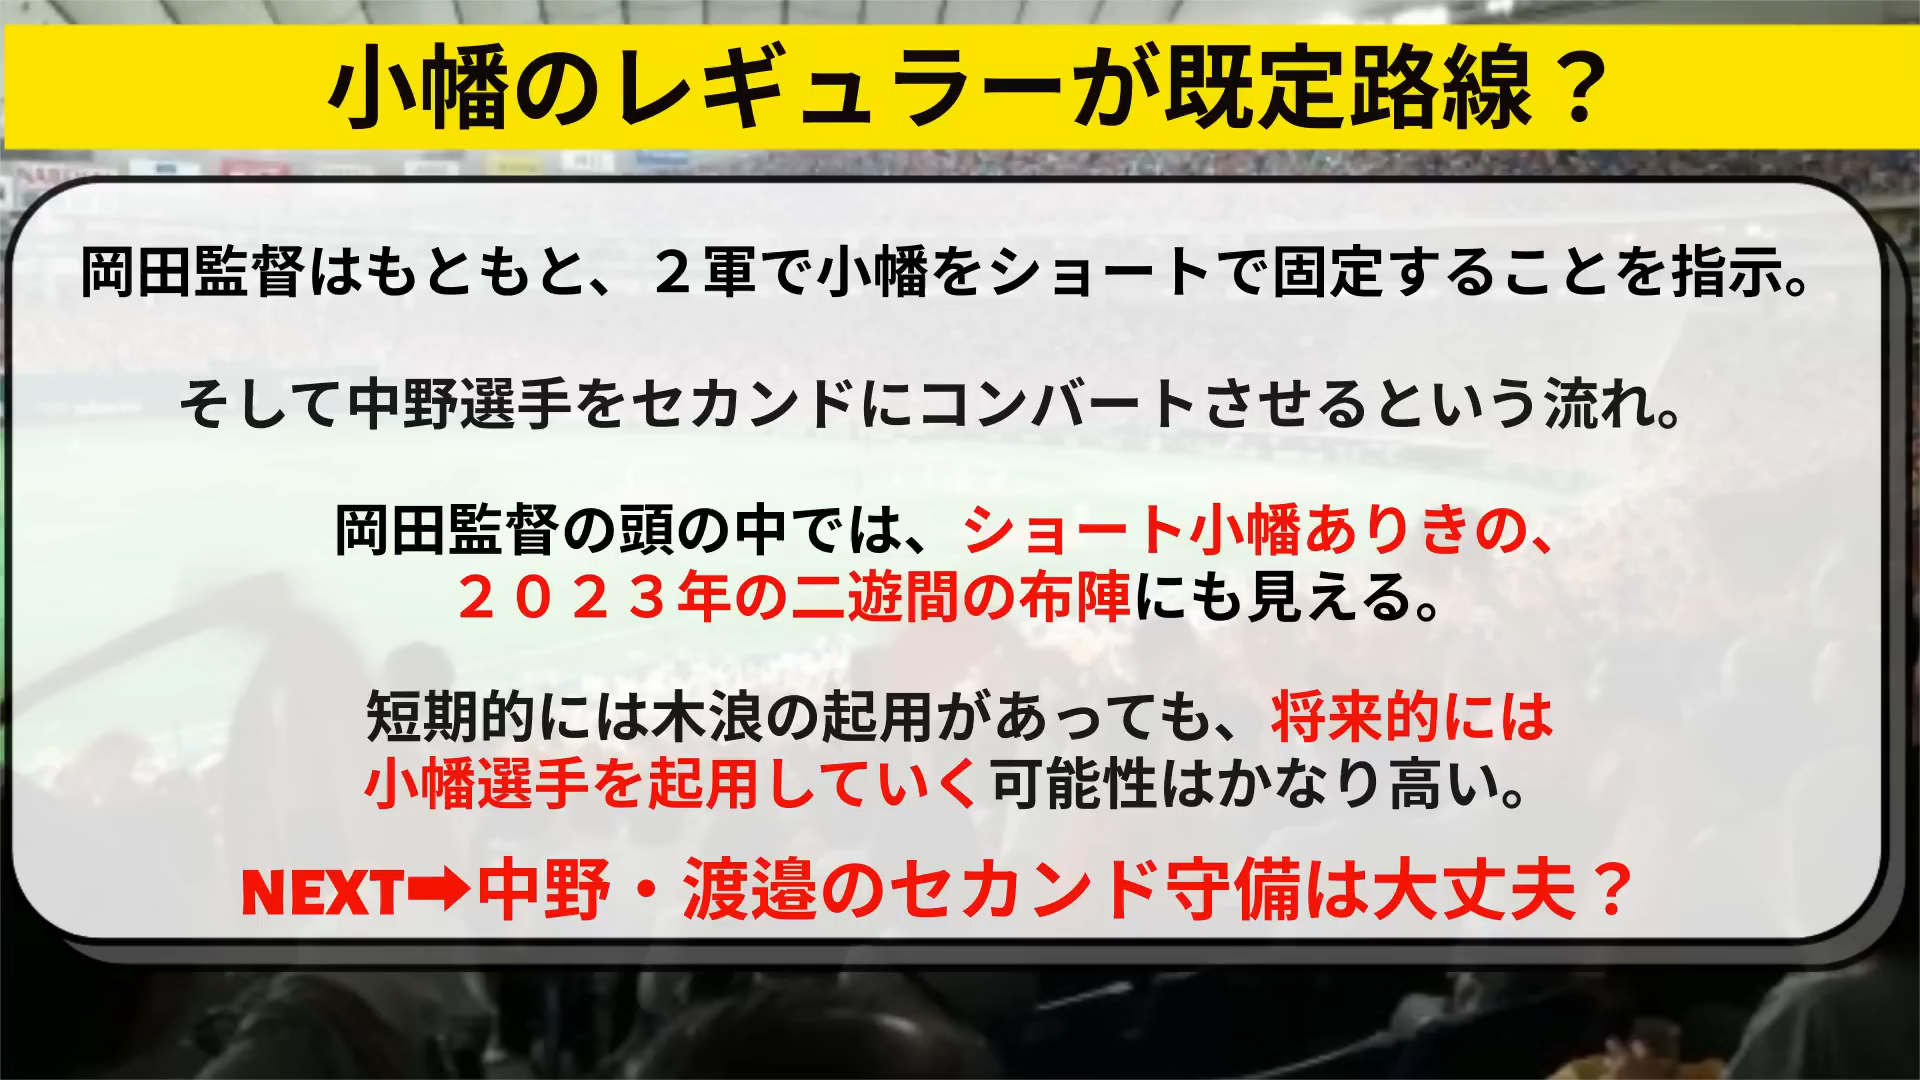 小幡のレギュラーが既定路線？
岡田監督はもともと、２軍で小幡をショートで固定することを指示。
そして中野選手をセカンドにコンバートさせるという流れ。
岡田監督の頭の中では、ショート小幡ありきの、
２０２３年の二遊間の布陣にも見える。
短期的には木浪の起用があっても、将来的には
小幡選手を起用していく可能性はかなり高い。
NEXT➡中野・渡邉のセカンド守備は大丈夫？